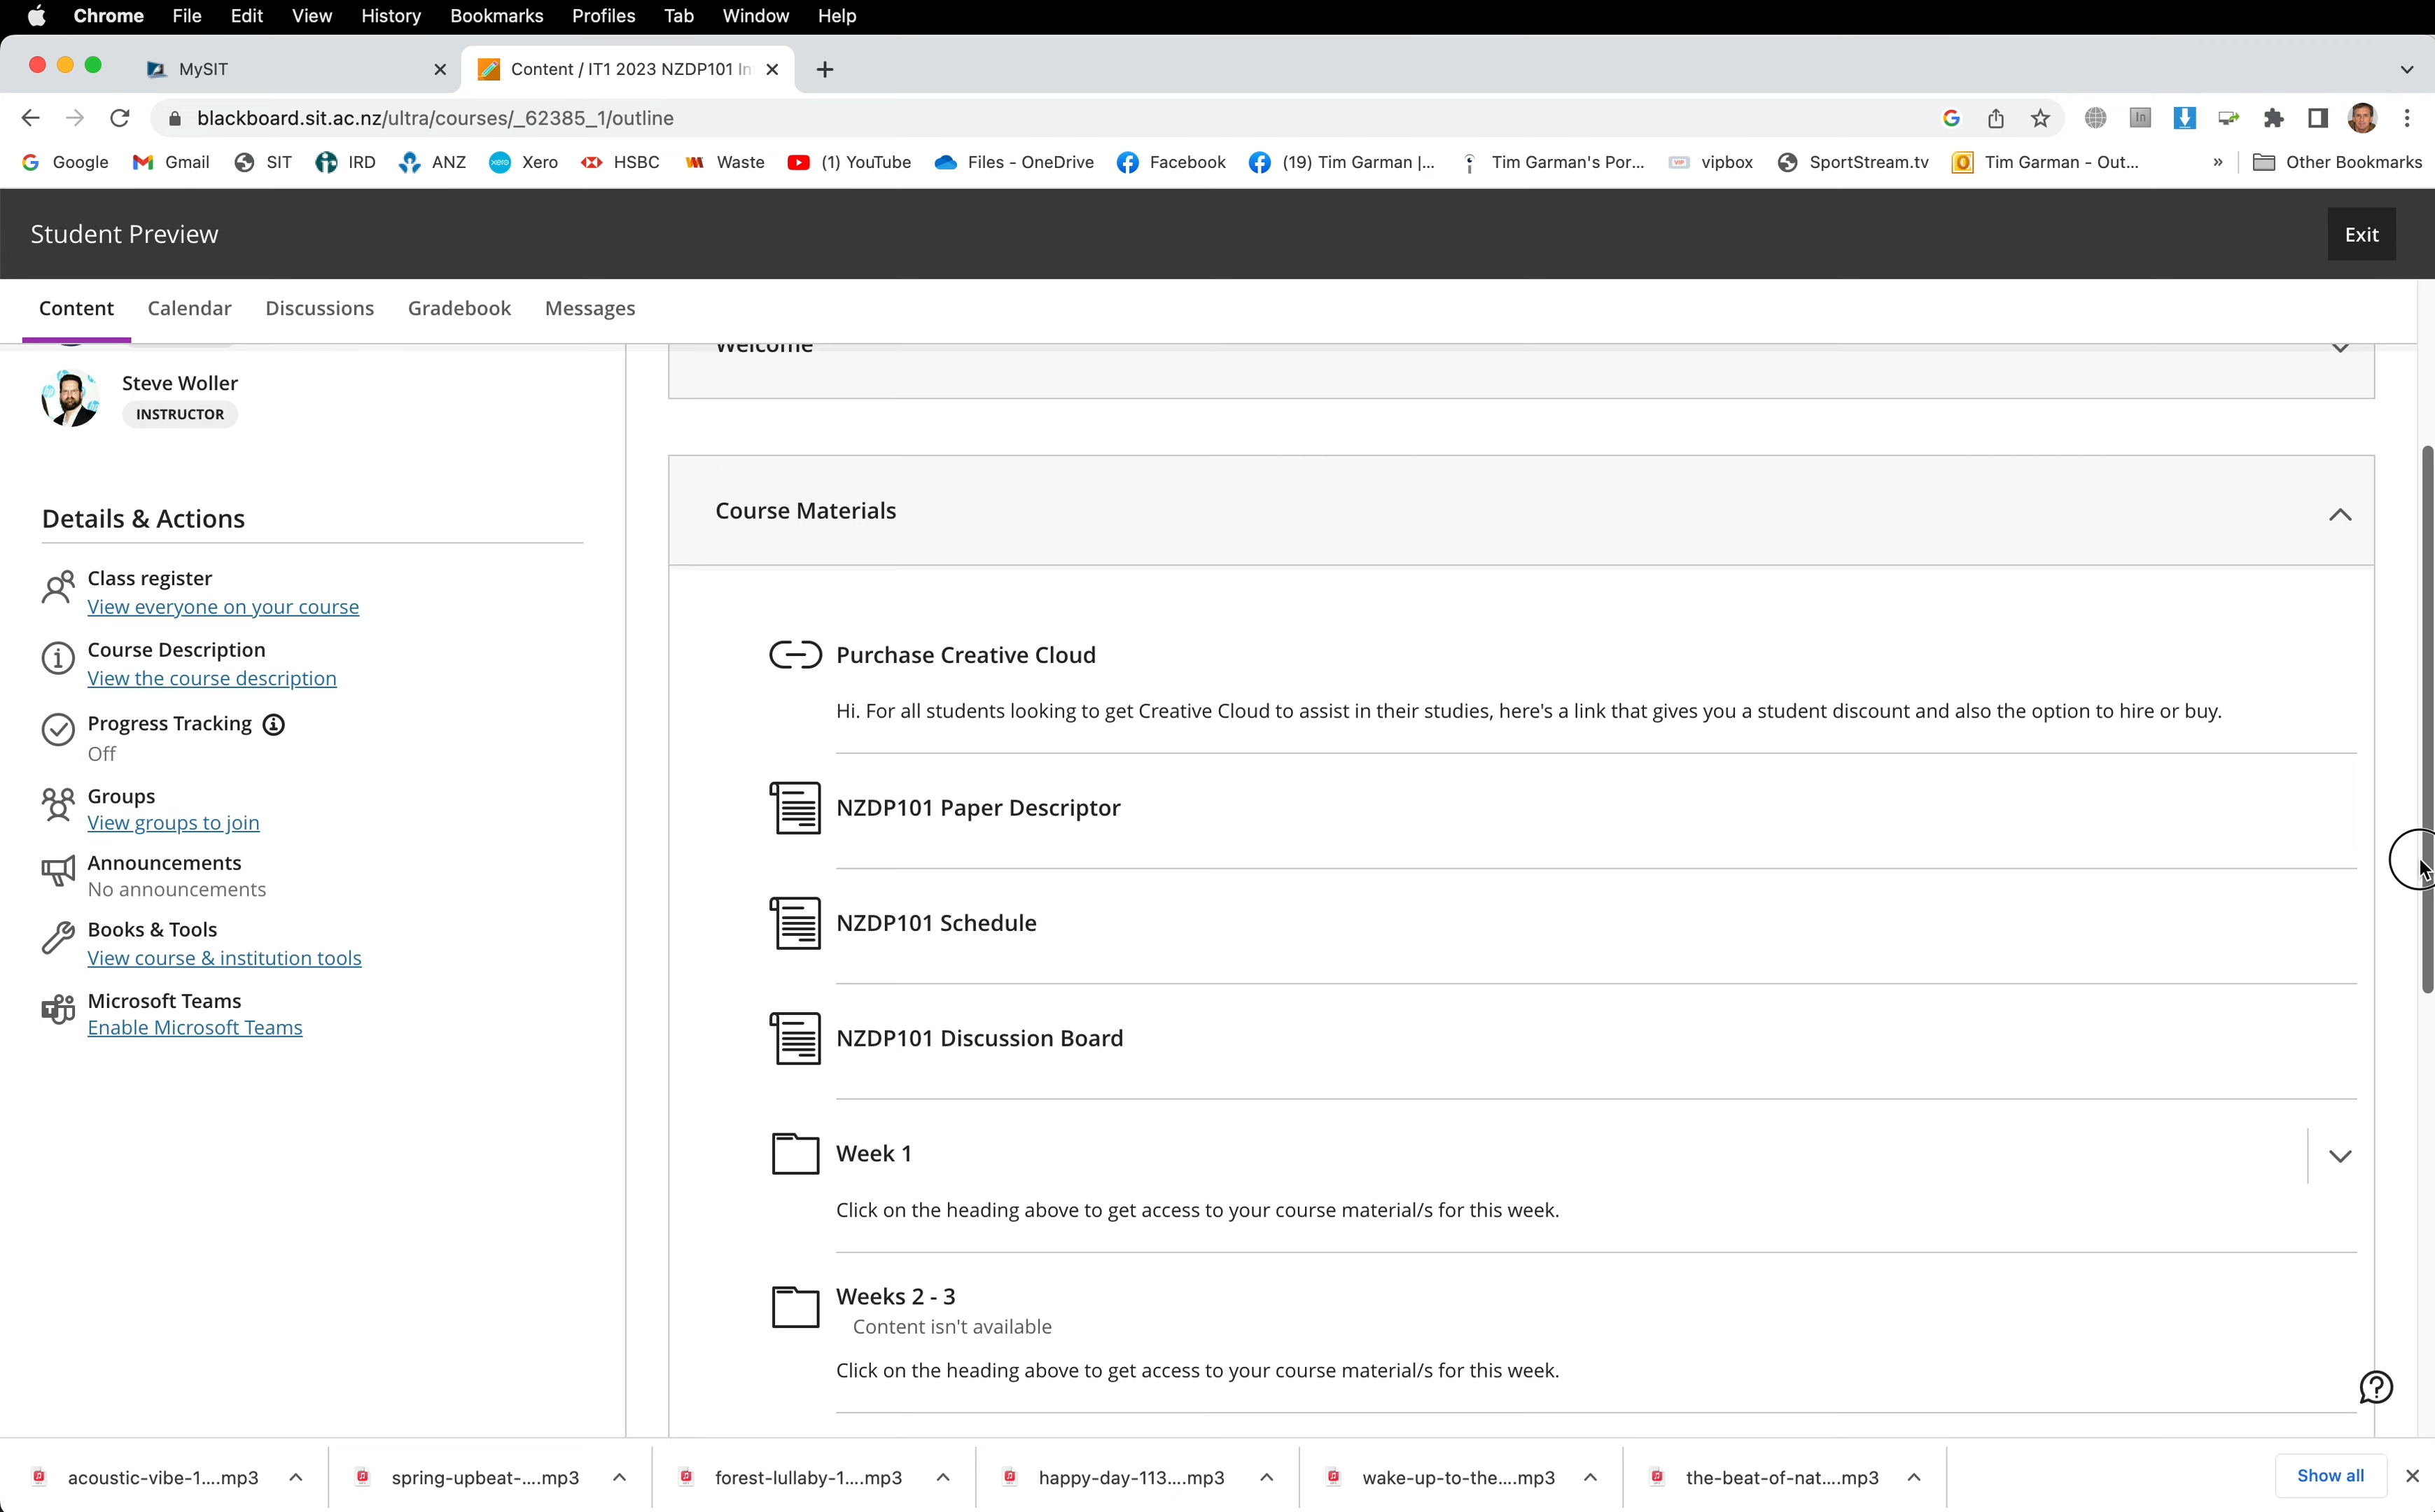 Chrome File Edit View History Bookmarks Profiles Tab Window Help
MySIT
Content / IT1 2023 NZDP101 In
blackboard.sit.ac.nz/ultra/courses/_62385_1/outline
Google Gmail SIT IRD ANZ Xero HSBC Waste (1) YouTube Files - OneDrive Facebook (19) Tim Garman |... Tim Garman's Por... vipbox SportStream.tv Tim Garman - Out... » Other Bookmarks
Student Preview
Exit
Content Calendar Discussions Gradebook Messages
Steve Woller
INSTRUCTOR
Details & Actions
Class register
View everyone on your course
Course Description
View the course description
Progress Tracking
Off
Groups
View groups to join
Announcements
No announcements
Books & Tools
View course & institution tools
Microsoft Teams
Enable Microsoft Teams
Welcome
Course Materials
Purchase Creative Cloud
Hi. For all students looking to get Creative Cloud to assist in their studies, here's a link that gives you a student discount and also the option to hire or buy.
NZDP101 Paper Descriptor
NZDP101 Schedule
NZDP101 Discussion Board
Week 1
Click on the heading above to get access to your course material/s for this week.
Weeks 2 - 3
Content isn't available
Click on the heading above to get access to your course material/s for this week.
acoustic-vibe-1....mp3 spring-upbeat-....mp3 forest-lullaby-1....mp3 happy-day-113....mp3 wake-up-to-the....mp3 the-beat-of-nat....mp3 Show all